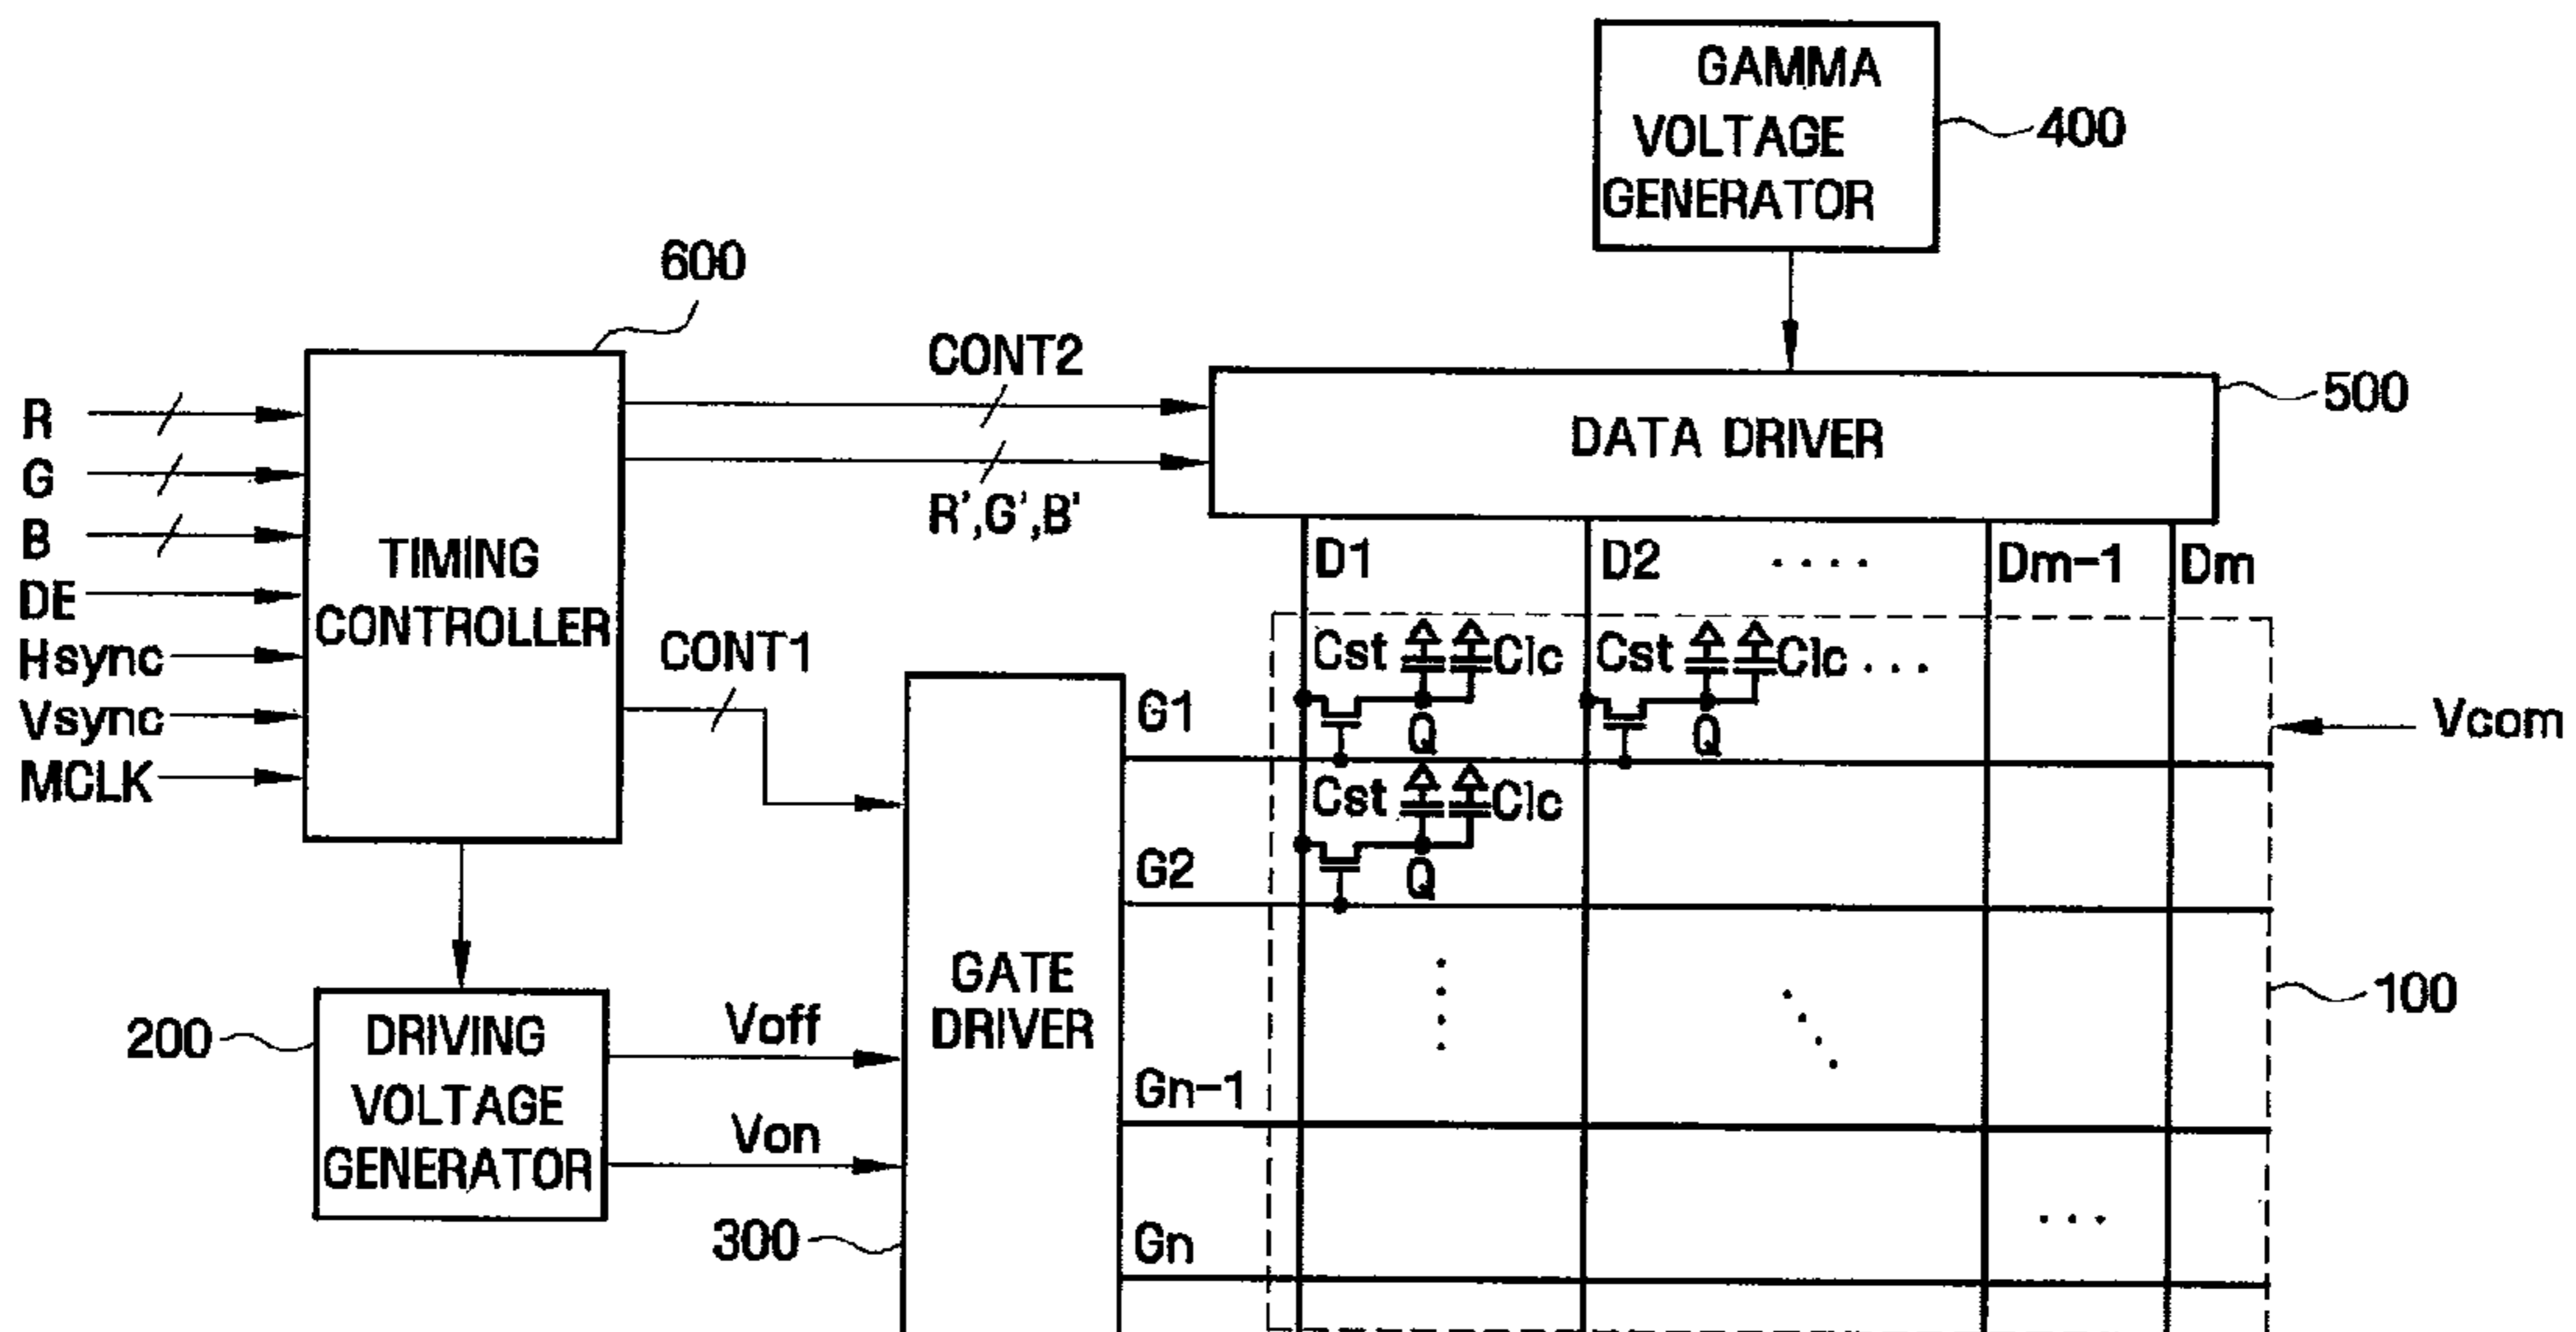 GAMMA
VOLTAGE
GENERATOR
400
600
CONT2
500
DATA DRIVER
R
G
B
DE
Hsync
Vsync
MCLK
TIMING
CONTROLLER
R',G',B'
D1
D2
....
Dm-1
Dm
CONT1
Cst
Clc
Cst
Clc
...
G1
Q
Q
Vcom
Cst
Clc
G2
Q
GATE
DRIVER
100
200
DRIVING
VOLTAGE
GENERATOR
Voff
Von
Gn-1
300
Gn
...